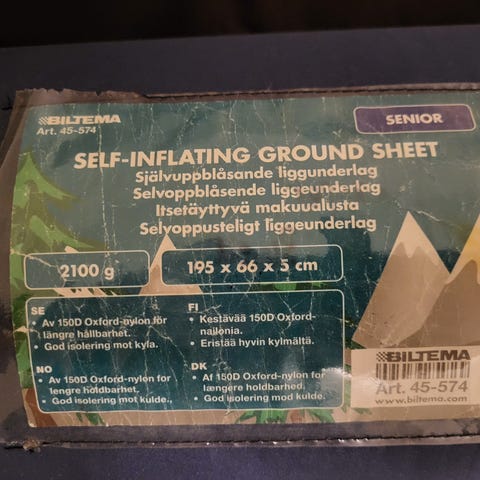 BILTEMA
Art. 45-574
SENIOR
SELF-INFLATING GROUND SHEET
Självuppblåsande liggunderlag
Selvoppblåsende liggeunderlag
Itsetäyttyvä makuualusta
Selvoppusteligt liggeunderlag
2100 g
195 x 66 x 5 cm
SE
• Av 150D Oxford-nylon för
längre hållbarhet.
• God isolering mot kyla.
FI
• Kestävää 150D Oxford-
nailonia.
• Eristää hyvin kylmältä.
NO
• Av 150D Oxford-nylon for
lengre holdbarhet.
• God isolering mot kulde.
DK
• Af 150D Oxford-nylon for
længere holdbarhed.
• God isolering mod kulde.
BILTEMA
Art. 45-574
www.biltema.com